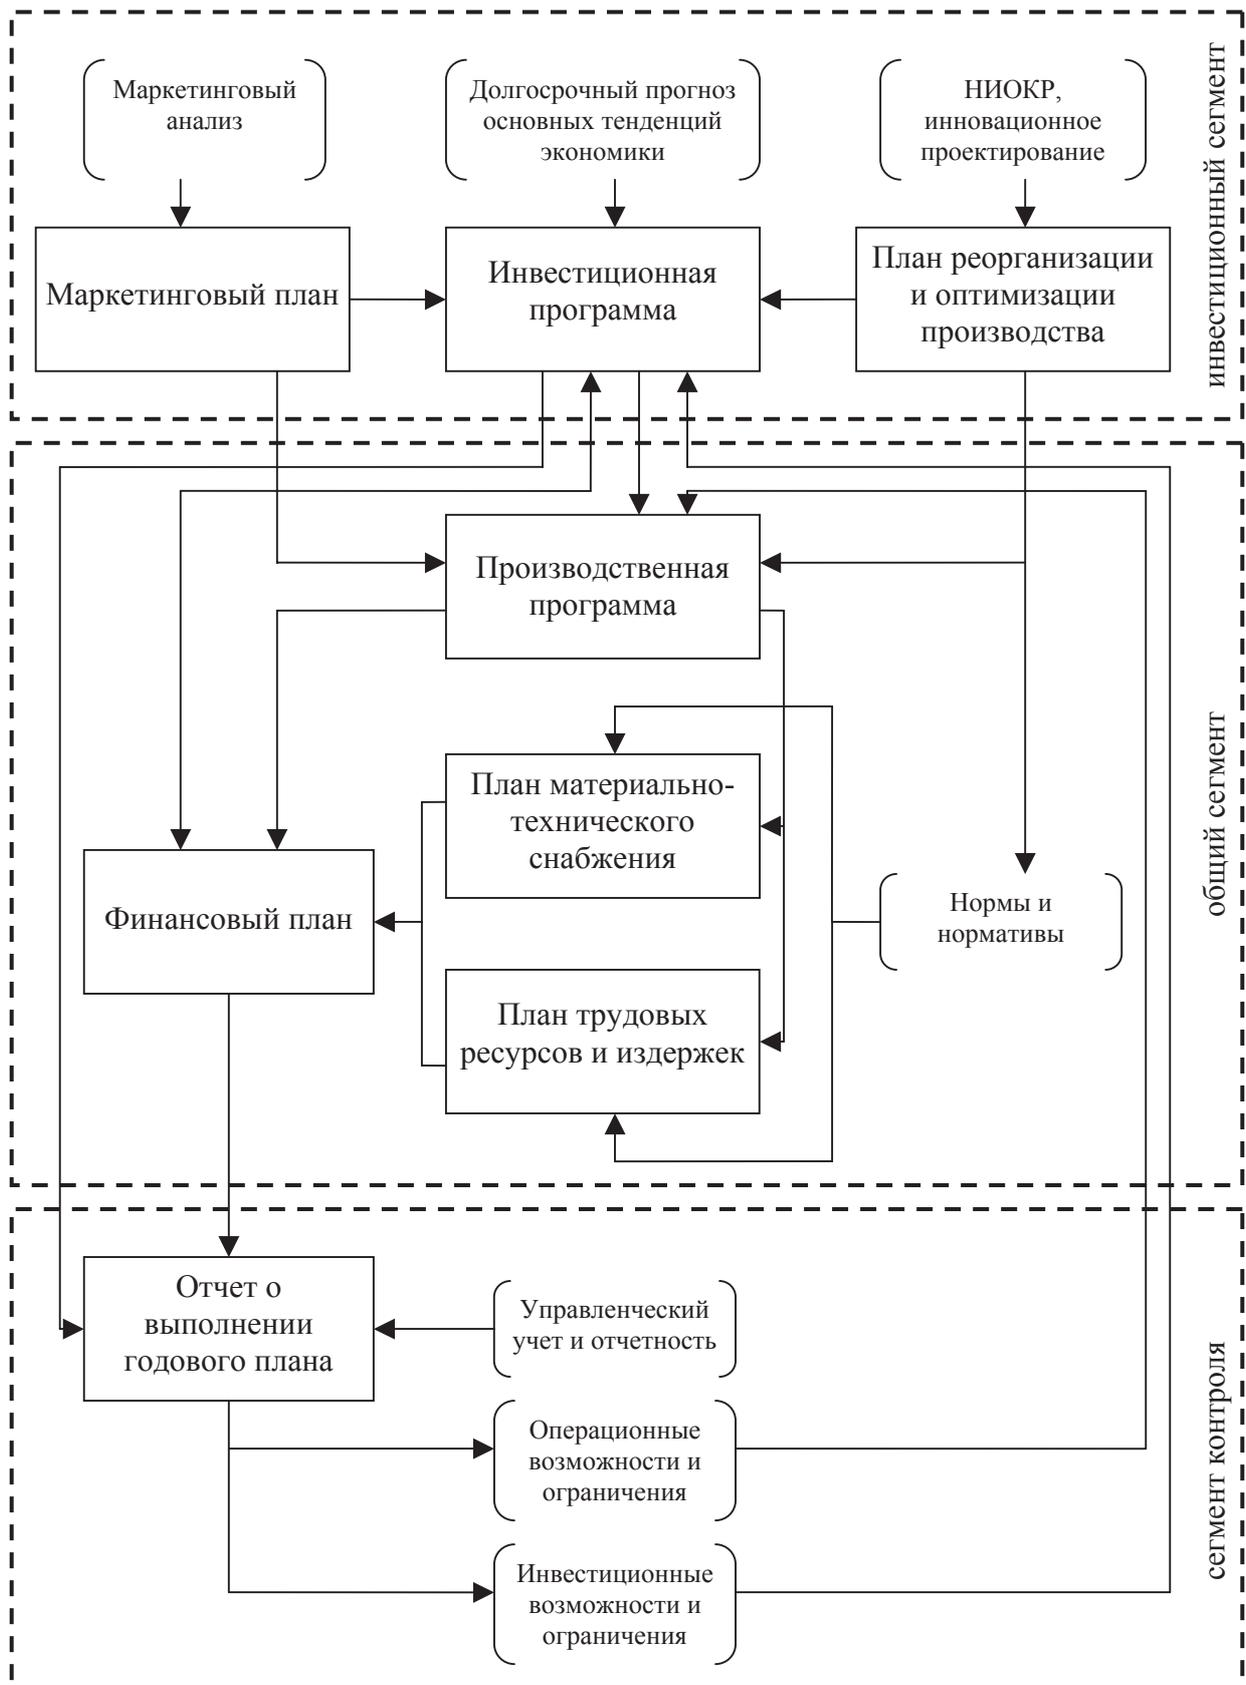 Маркетинговый
анализ
Долгосрочный прогноз
основных тенденций
экономики
НИОКР,
инновационное
проектирование
инвестиционный сегмент
Маркетинговый план
Инвестиционная
программа
План реорганизации
и оптимизации
производства
Производственная
программа
План материально-
технического
снабжения
общий сегмент
Финансовый план
Нормы и
нормативы
План трудовых
ресурсов и издержек
Отчет о
выполнении
годового плана
Управленческий
учет и отчетность
сегмент контроля
Операционные
возможности и
ограничения
Инвестиционные
возможности и
ограничения